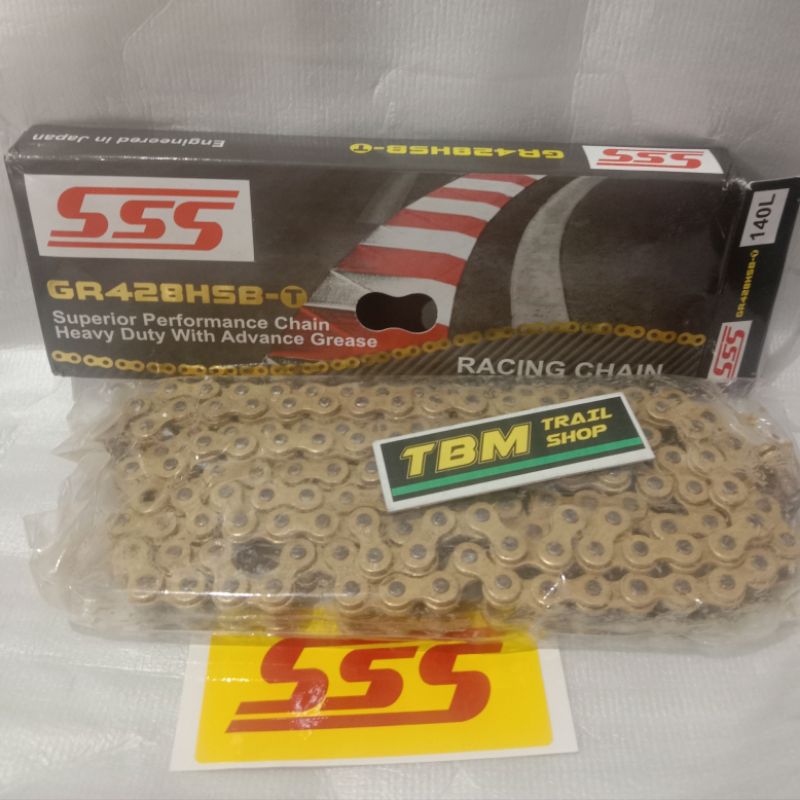 Engineered in Japan
GR428HSB-T
SSS
SSS
GR428HSB-T
Superior Performance Chain
Heavy Duty With Advance Grease
RACING CHAIN
140L
GR428HSB-T
SSS
TBM TRAIL
SHOP
SSS